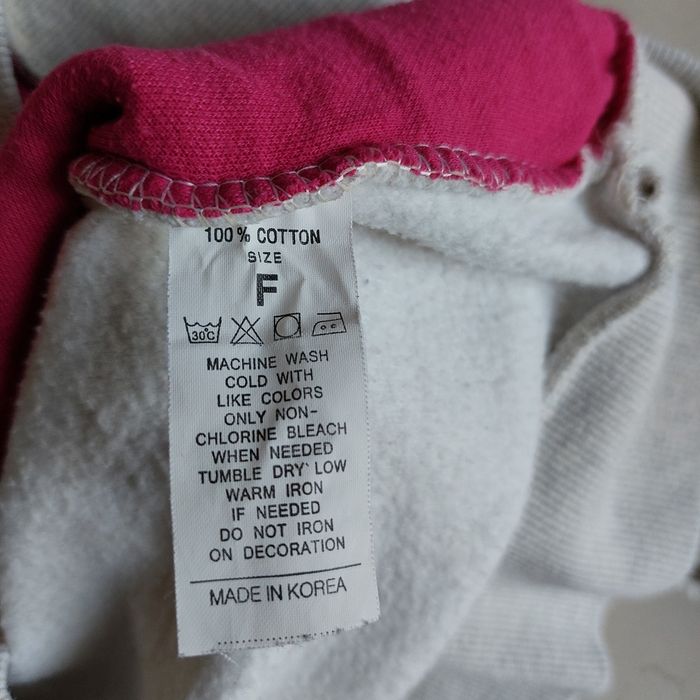 100% COTTON
SIZE
F
30°C
MACHINE WASH
COLD WITH
LIKE COLORS
ONLY NON-
CHLORINE BLEACH
WHEN NEEDED
TUMBLE DRY LOW
WARM IRON
IF NEEDED
DO NOT IRON
ON DECORATION
MADE IN KOREA